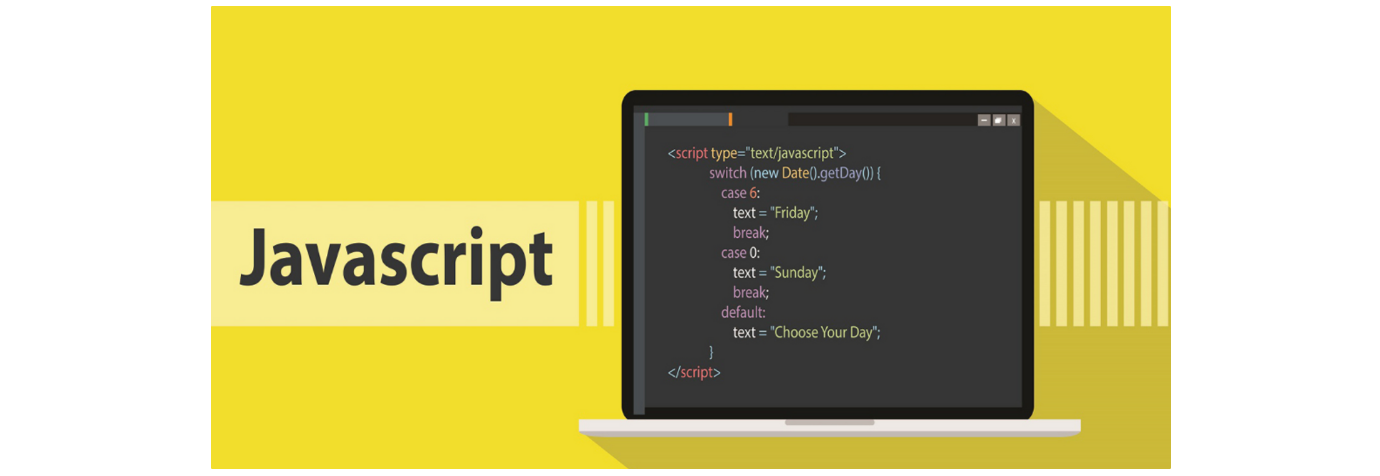 Javascript
<script type="text/javascript">
switch (new Date().getDay()) {
case 6:
text = "Friday";
break;
case 0:
text = "Sunday";
break;
default:
text = "Choose Your Day";
}
</script>